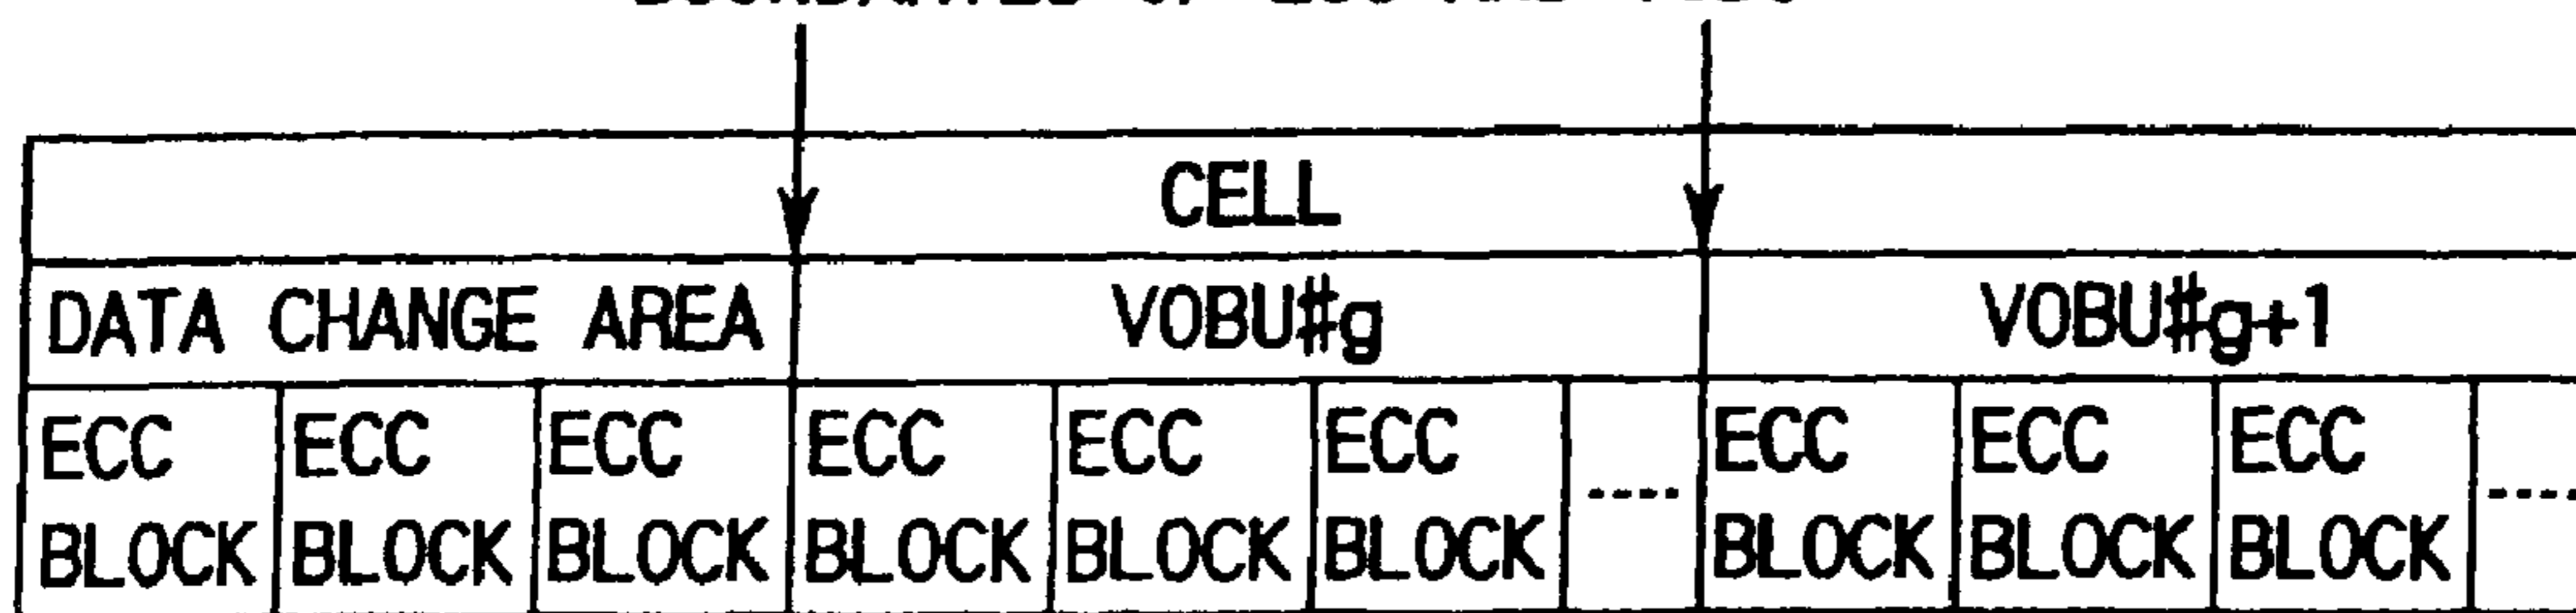 CELL
DATA CHANGE AREA VOBU#g VOBU#g+1
ECC ECC ECC ECC ECC ECC ECC ECC ECC
BLOCK BLOCK BLOCK BLOCK BLOCK BLOCK ---- BLOCK BLOCK BLOCK ----